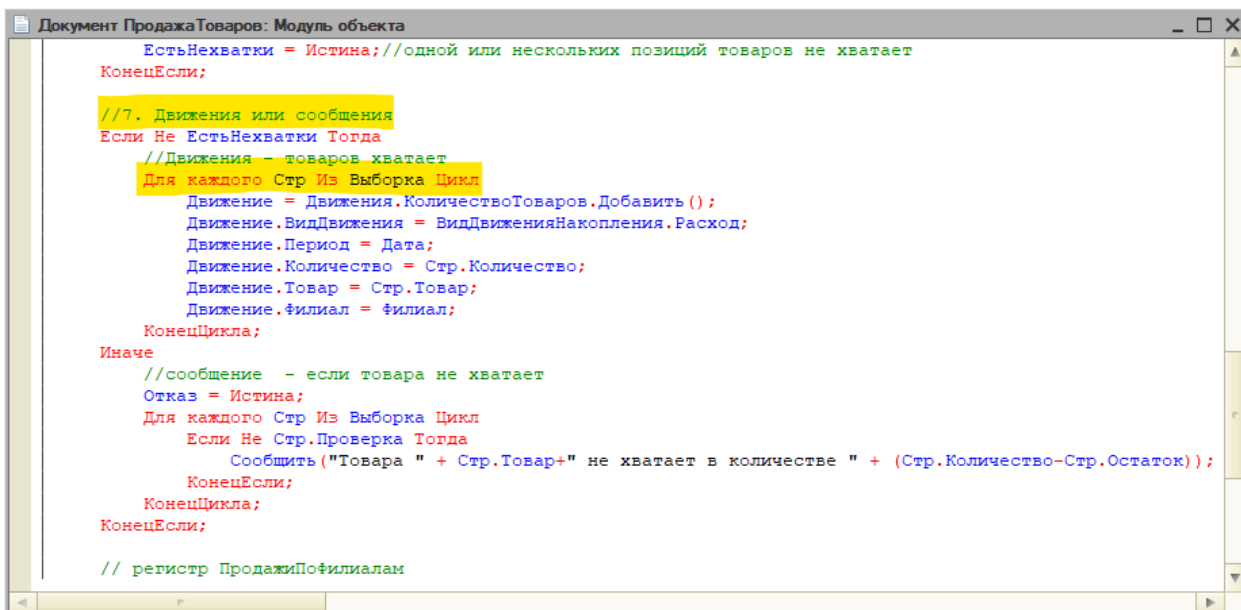 Документ ПродажаТоваров: Модуль объекта
ЕстьНехватки = Истина;//одной или нескольких позиций товаров не хватает
КонецЕсли;
//7. Движения или сообщения
Если Не ЕстьНехватки Тогда
//Движения - товаров хватает
Для каждого Стр Из Выборка Цикл
Движение = Движения.КоличествоТоваров.Добавить();
Движение.ВидДвижения = ВидДвиженияНакопления.Расход;
Движение.Период = Дата;
Движение.Количество = Стр.Количество;
Движение.Товар = Стр.Товар;
Движение.Филиал = Филиал;
КонецЦикла;
Иначе
//сообщение  - если товара не хватает
Отказ = Истина;
Для каждого Стр Из Выборка Цикл
Если Не Стр.Проверка Тогда
Сообщить("Товара " + Стр.Товар+" не хватает в количестве " + (Стр.Количество-Стр.Остаток));
КонецЕсли;
КонецЦикла;
КонецЕсли;
// регистр ПродажиПоФилиалам